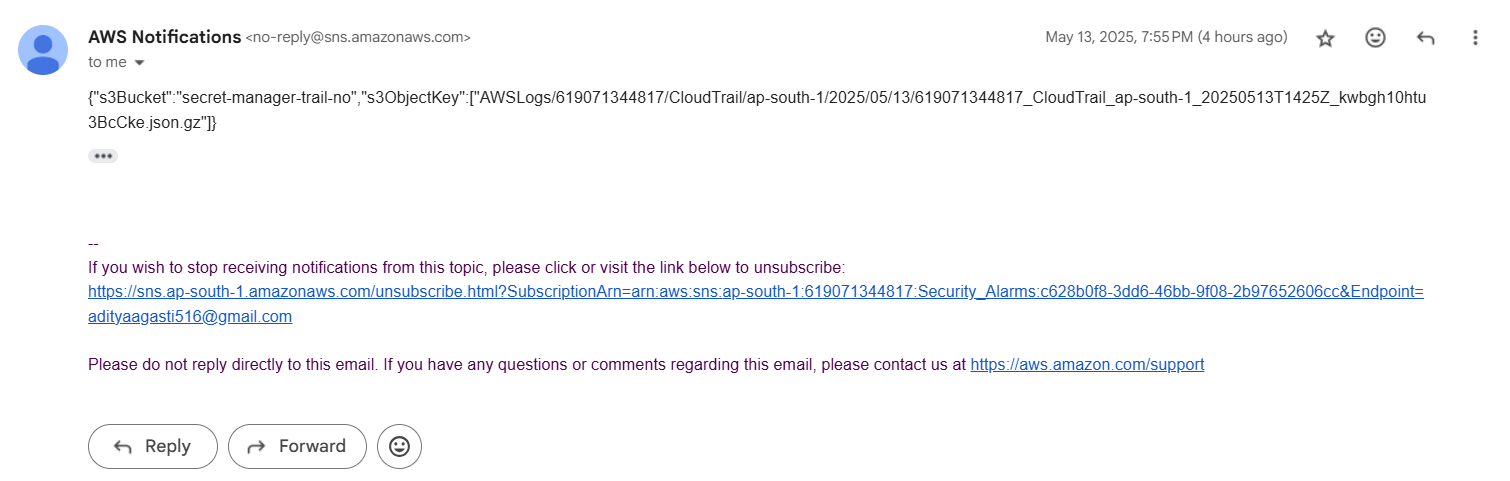 AWS Notifications <no-reply@sns.amazonaws.com>
May 13, 2025, 7:55 PM (4 hours ago)
to me
{"s3Bucket":"secret-manager-trail-no","s3ObjectKey":["AWSLogs/619071344817/CloudTrail/ap-south-1/2025/05/13/619071344817_CloudTrail_ap-south-1_20250513T1425Z_kwbgh10htu
3BcCke.json.gz"]}
--
If you wish to stop receiving notifications from this topic, please click or visit the link below to unsubscribe:
https://sns.ap-south-1.amazonaws.com/unsubscribe.html?SubscriptionArn=arn:aws:sns:ap-south-1:619071344817:Security_Alarms:c628b0f8-3dd6-46bb-9f08-2b97652606cc&Endpoint=
adityaagasti516@gmail.com
Please do not reply directly to this email. If you have any questions or comments regarding this email, please contact us at https://aws.amazon.com/support
Reply
Forward